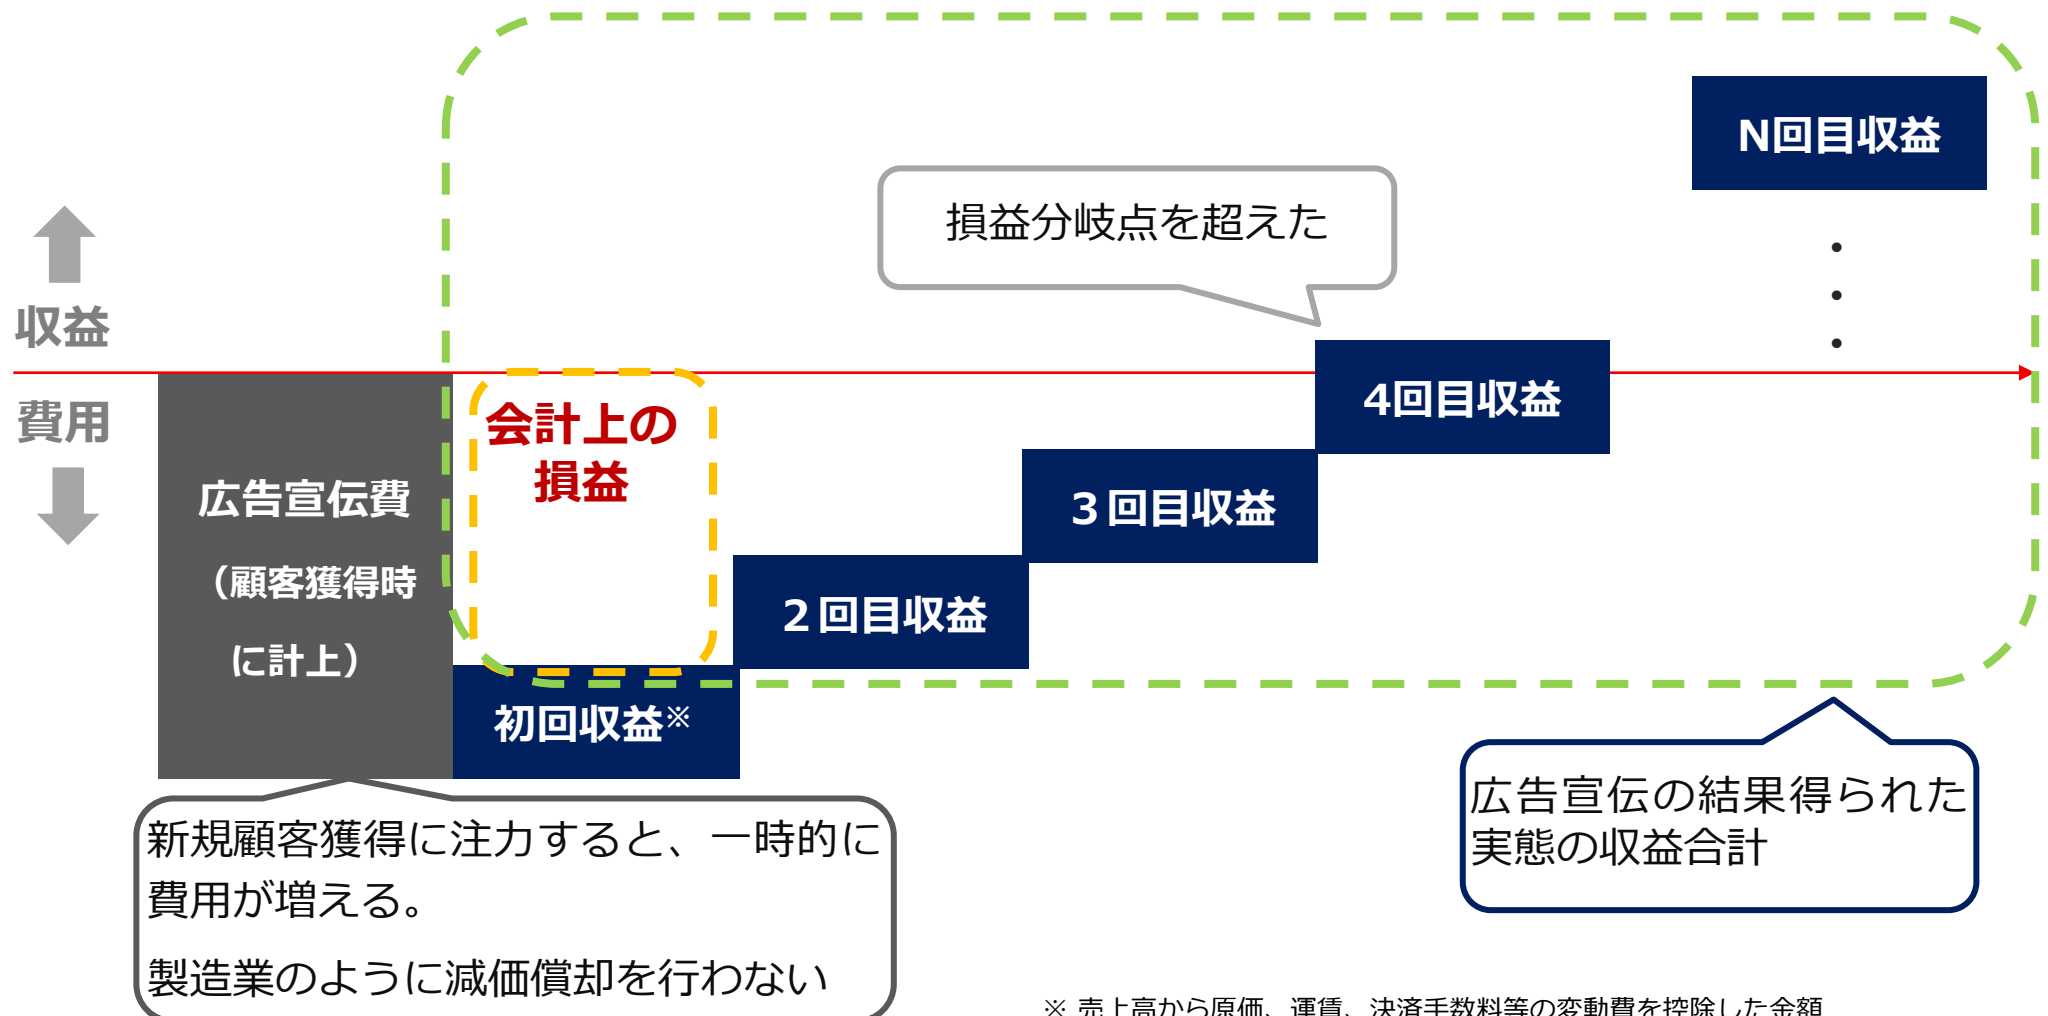 N回目収益
損益分岐点を超えた
・
・
・
収益
費用
4回目収益
会計上の
損益
広告宣伝費
（顧客獲得時
に計上）
３回目収益
２回目収益
初回収益※
広告宣伝の結果得られた
実態の収益合計
新規顧客獲得に注力すると、一時的に
費用が増える。
製造業のように減価償却を行わない
※ 売上高から原価、運賃、決済手数料等の変動費を控除した金額